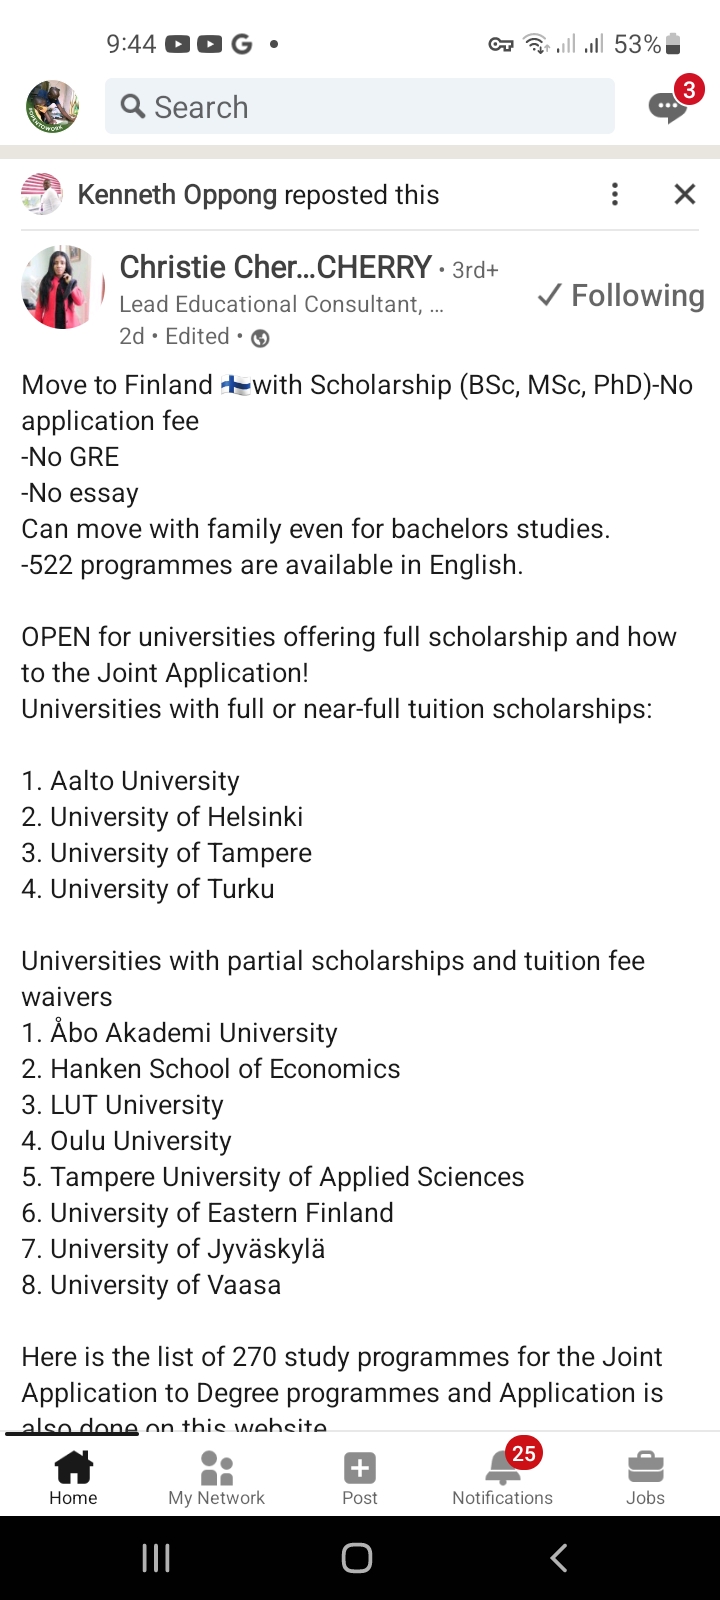 9:44
53%
Search
3
Kenneth Oppong reposted this
Christie Cher...CHERRY • 3rd+
Lead Educational Consultant, ...
Following
2d • Edited •
Move to Finland 🇫🇮with Scholarship (BSc, MSc, PhD)-No
application fee
-No GRE
-No essay
Can move with family even for bachelors studies.
-522 programmes are available in English.
OPEN for universities offering full scholarship and how
to the Joint Application!
Universities with full or near-full tuition scholarships:
1. Aalto University
2. University of Helsinki
3. University of Tampere
4. University of Turku
Universities with partial scholarships and tuition fee
waivers
1. Åbo Akademi University
2. Hanken School of Economics
3. LUT University
4. Oulu University
5. Tampere University of Applied Sciences
6. University of Eastern Finland
7. University of Jyväskylä
8. University of Vaasa
Here is the list of 270 study programmes for the Joint
Application to Degree programmes and Application is
also done on this website
25
Home My Network Post Notifications Jobs